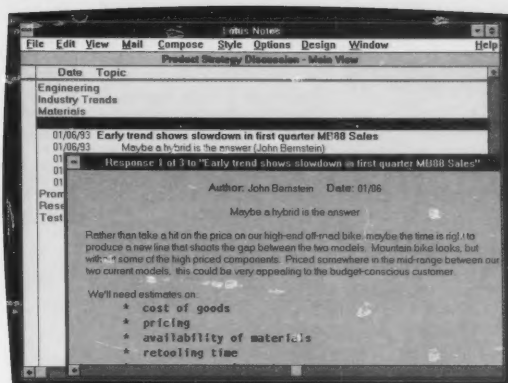 Lotus Notes
File Edit View Mail Compose Style Options Design Window Help
Product Strategy Discussion - Main View
Date Topic
Engineering
Industry Trends
Materials
01/06/93 Early trend shows slowdown in first quarter MB88 Sales
01/06/93 Maybe a hybrid is the answer (John Bernstein)
01
01
01
Prom
Rese
Test
Response 1 of 3 to "Early trend shows slowdown in first quarter MB88 Sales"
Author: John Bernstein Date: 01/06
Maybe a hybrid is the answer
Rather than take a hit on the price on our high-end off-road bike, maybe the time is right to
produce a new line that shoots the gap between the two models. Mountain bike looks, but
without some of the high priced components. Priced somewhere in the mid-range between our
two current models, this could be very appealing to the budget-conscious customer.
We'll need estimates on:
* cost of goods
* pricing
* availability of materials
* retooling time